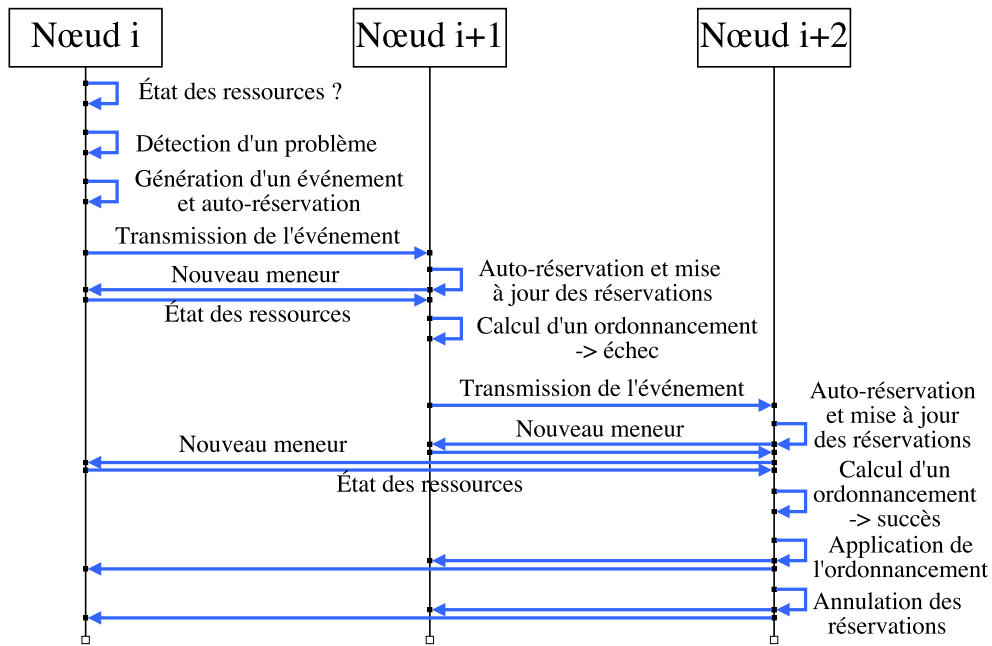 Nœud i
Nœud i+1
Nœud i+2
État des ressources ?
Détection d'un problème
Génération d'un événement
et auto-réservation
Transmission de l'événement
Nouveau meneur
Auto-réservation et mise
à jour des réservations
État des ressources
Calcul d'un ordonnancement
-> échec
Transmission de l'événement
Auto-réservation
et mise à jour
des réservations
Nouveau meneur
Nouveau meneur
État des ressources
Calcul d'un
ordonnancement
-> succès
Application de
l'ordonnancement
Annulation des
réservations